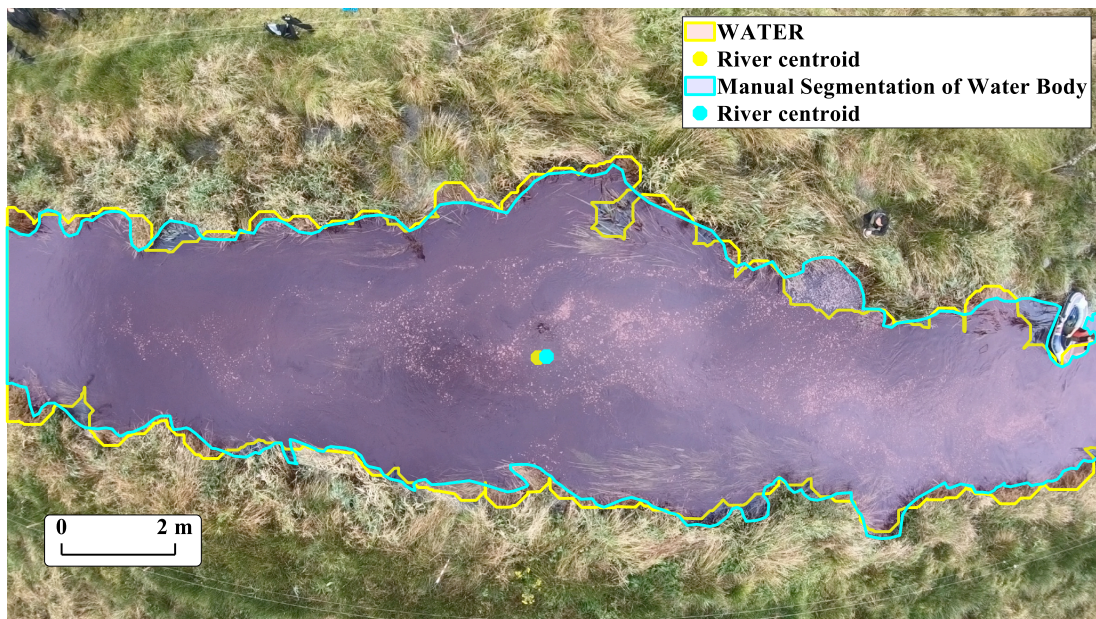 WATER
River centroid
Manual Segmentation of Water Body
River centroid
0 2 m